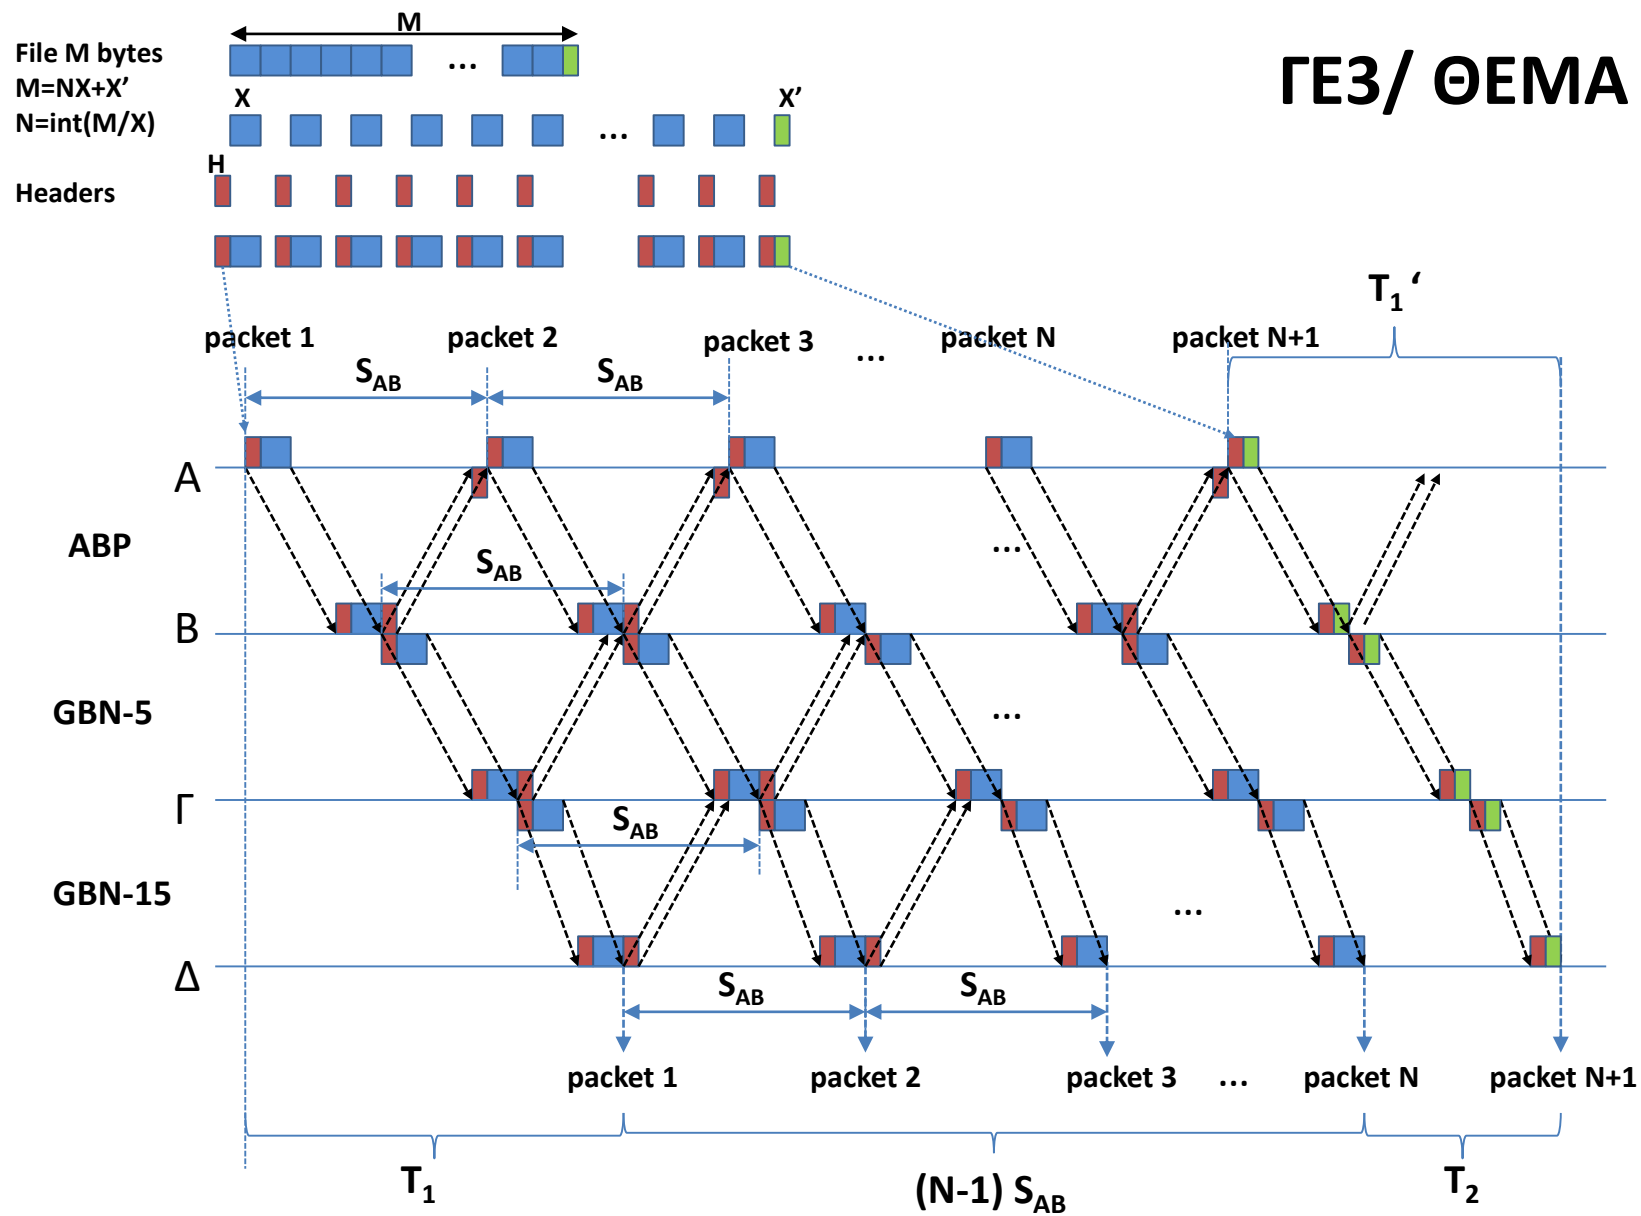 M
File M bytes
M=NX+X'
N=int(M/X)
...
ΓΕ3/ ΘΕΜΑ
X
X'
...
H
Headers
T1 ‘
packet 1
packet 2
packet 3
...
packet N
packet N+1
SAB
SAB
A
ABP
...
SAB
B
GBN-5
...
Γ
SAB
GBN-15
...
Δ
SAB
SAB
packet 1
packet 2
packet 3
...
packet N
packet N+1
T1
(N-1) SAB
T2